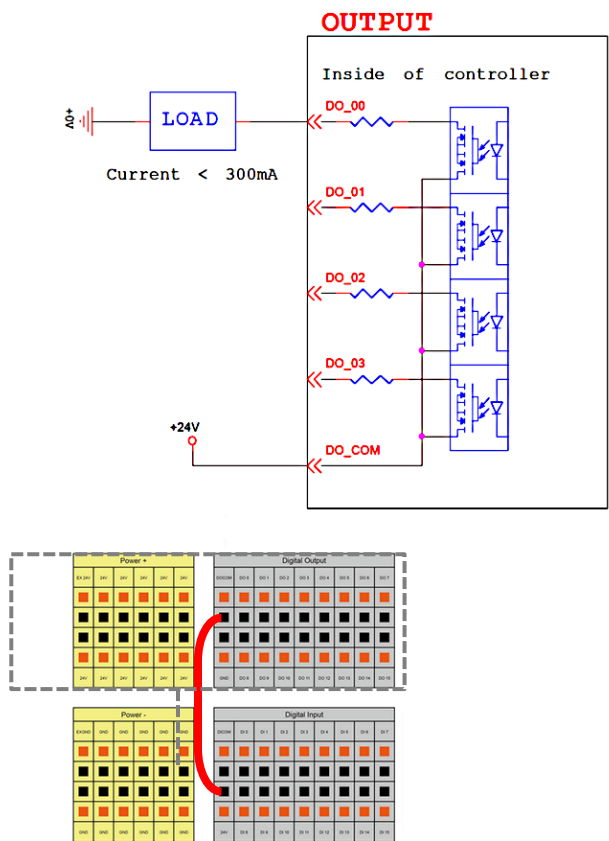 OUTPUT
Inside of controller
DO_00
+0V
LOAD
Current < 300mA
DO_01
DO_02
DO_03
+24V
DO_COM
Power +
Digital Output
EX 24V 24V 24V 24V 24V 24V
DOCOM DO 0 DO 1 DO 2 DO 3 DO 4 DO 5 DO 6 DO 7
24V 24V 24V 24V 24V 24V
GND DO 8 DO 9 DO 10 DO 11 DO 12 DO 13 DO 14 DO 15
Power -
Digital Input
EXGND GND GND GND GND GND
DICOM DI 0 DI 1 DI 2 DI 3 DI 4 DI 5 DI 6 DI 7
GND GND GND GND GND GND
24V DI 8 DI 9 DI 10 DI 11 DI 12 DI 13 DI 14 DI 15